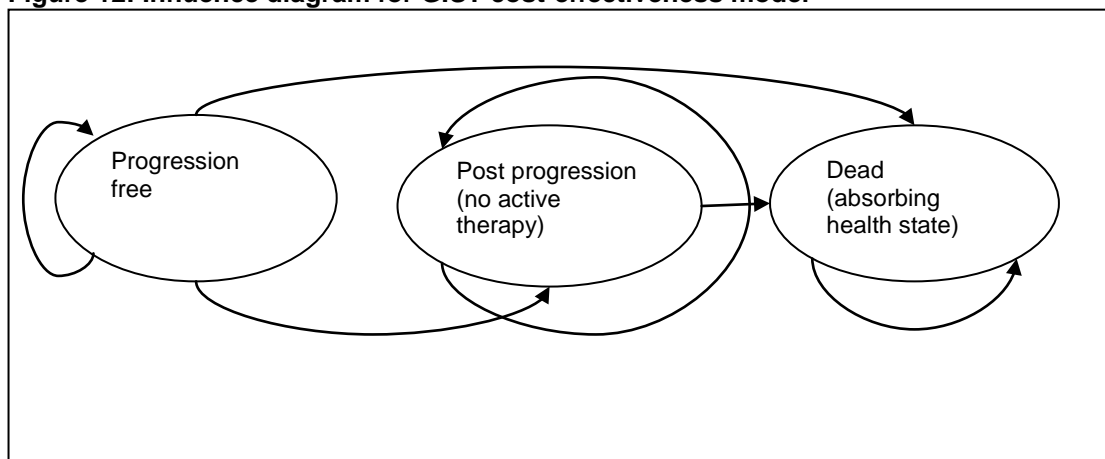 Figure 12. Influence diagram for GIST cost-effectiveness model
Progression
free
Post progression
(no active
therapy)
Dead
(absorbing
health state)